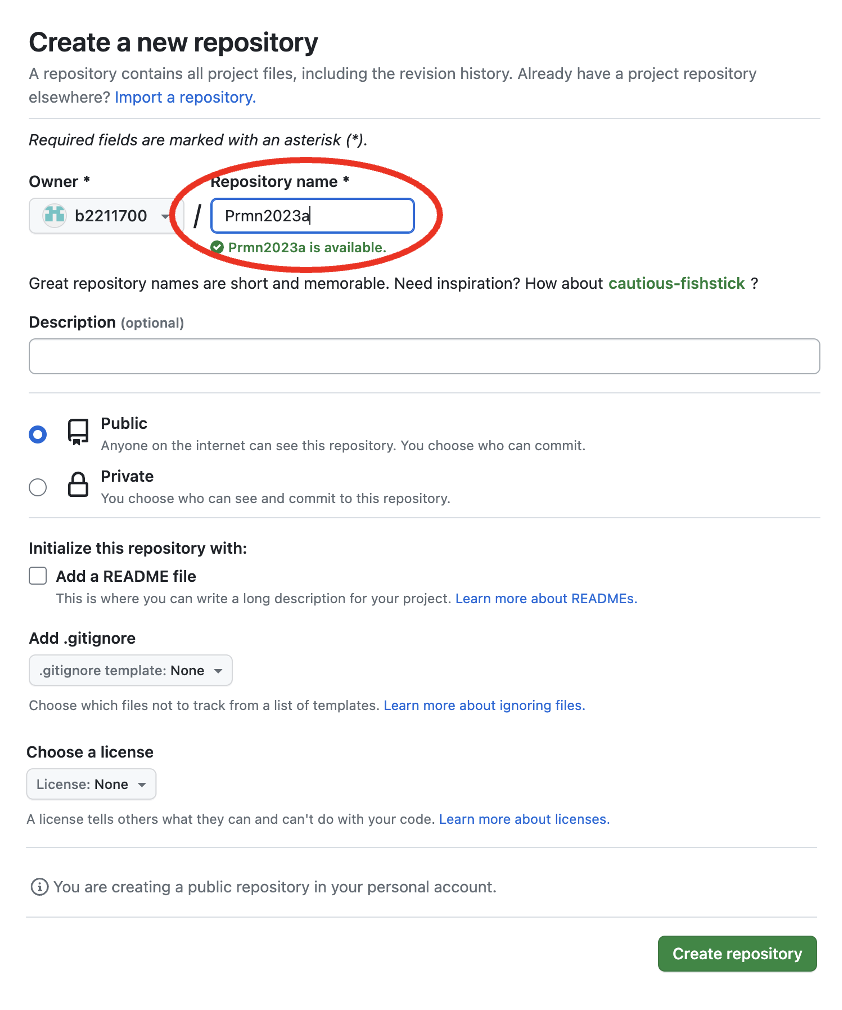 Create a new repository
A repository contains all project files, including the revision history. Already have a project repository
elsewhere? Import a repository.
Required fields are marked with an asterisk (*).
Owner * Repository name *
b2211700 / Prmn2023a
Prmn2023a is available.
Great repository names are short and memorable. Need inspiration? How about cautious-fishstick ?
Description (optional)
Public
Anyone on the internet can see this repository. You choose who can commit.
Private
You choose who can see and commit to this repository.
Initialize this repository with:
Add a README file
This is where you can write a long description for your project. Learn more about READMEs.
Add .gitignore
.gitignore template: None
Choose which files not to track from a list of templates. Learn more about ignoring files.
Choose a license
License: None
A license tells others what they can and can't do with your code. Learn more about licenses.
You are creating a public repository in your personal account.
Create repository